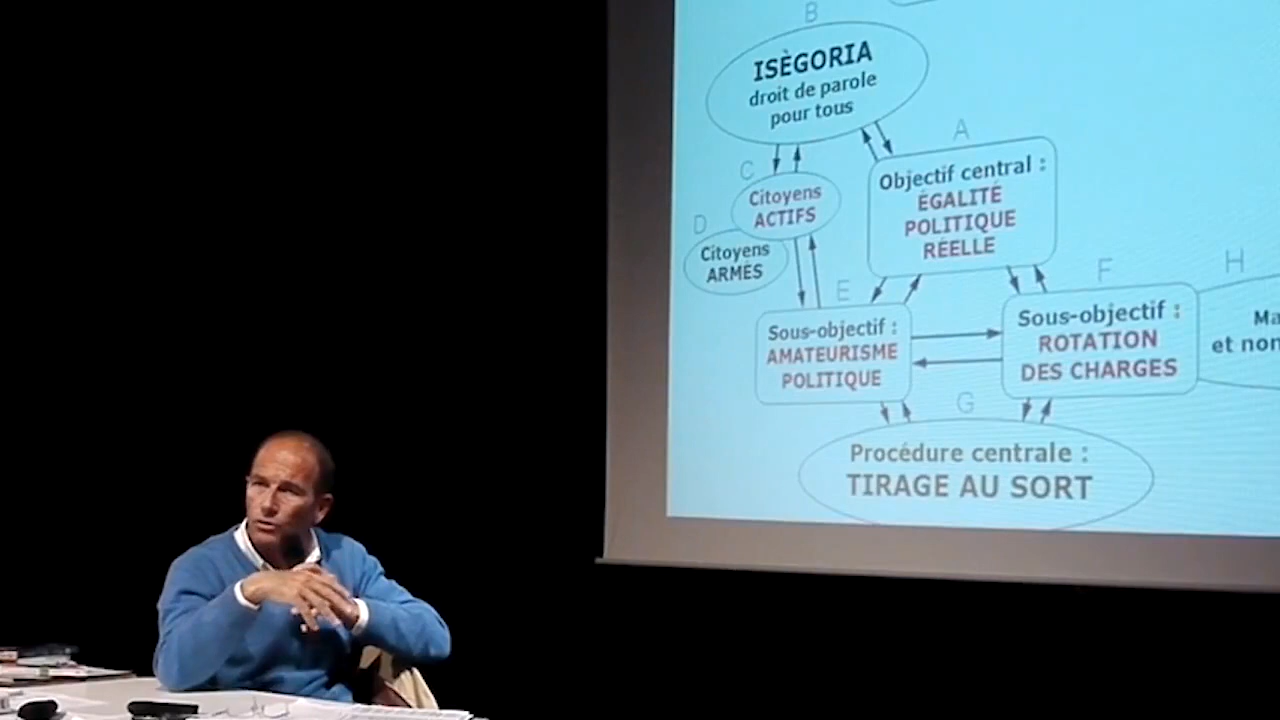 B
ISÈGORIA
droit de parole
pour tous
A
Objectif central :
ÉGALITÉ
POLITIQUE
RÉELLE
C
Citoyens
ACTIFS
D
Citoyens
ARMÉS
E
Sous-objectif :
AMATEURISME
POLITIQUE
F
Sous-objectif :
ROTATION
DES CHARGES
H
et
G
Procédure centrale :
TIRAGE AU SORT